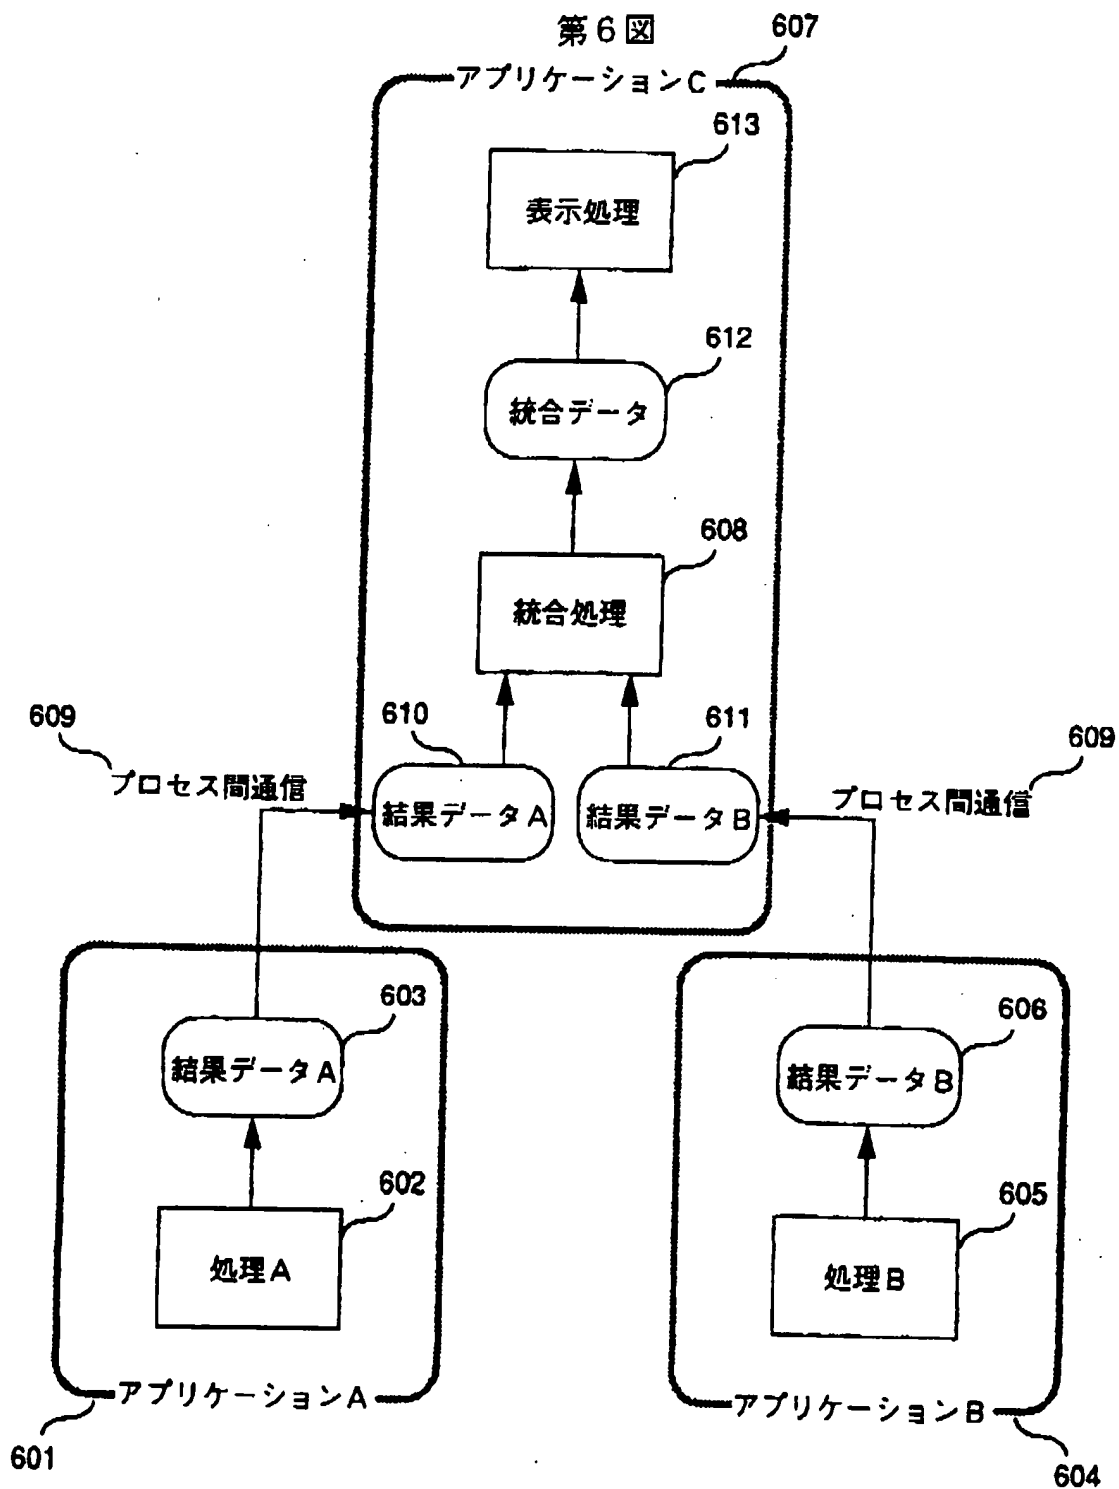 第6図
607
アプリケーションC
613
表示処理
612
統合データ
608
統合処理
609
610
611
609
プロセス間通信
プロセス間通信
結果データA
結果データB
603
結果データA
606
結果データB
602
処理A
605
処理B
アプリケーションA
アプリケーションB
601
604